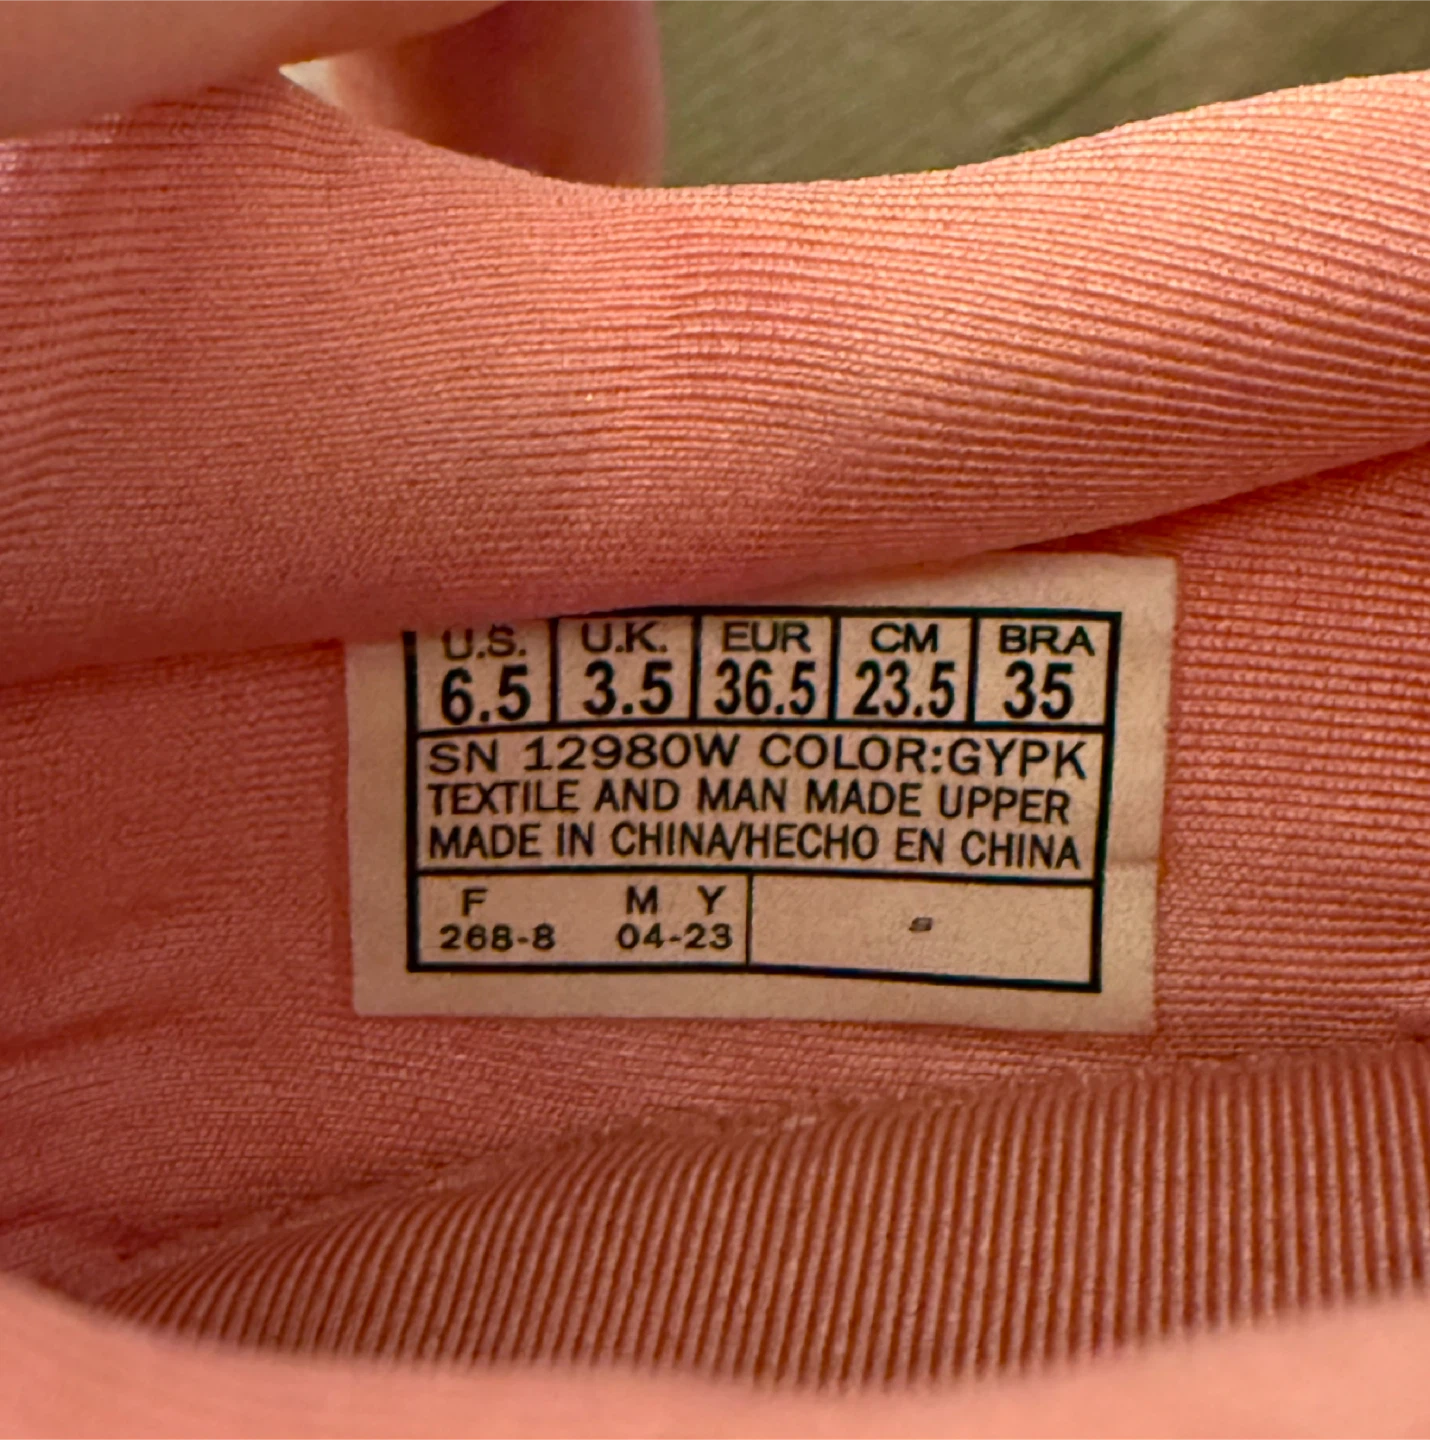 U.S. U.K. EUR CM BRA
6.5 3.5 36.5 23.5 35
SN 12980W COLOR:GYPK
TEXTILE AND MAN MADE UPPER
MADE IN CHINA/HECHO EN CHINA
F M Y
268-8 04-23